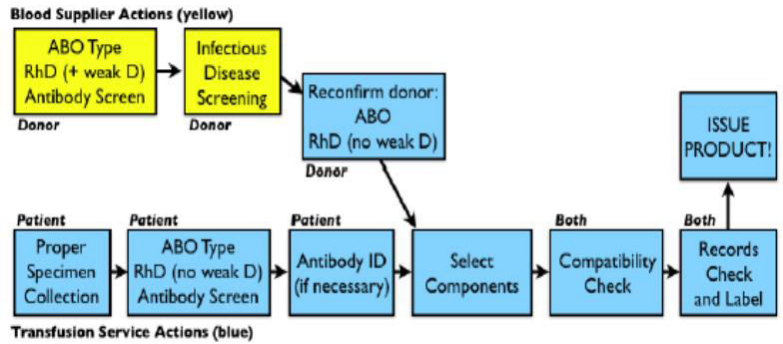 Blood Supplier Actions (yellow)
ABO Type
RhD (+ weak D)
Antibody Screen
Donor
Infectious
Disease
Screening
Donor
Reconfirm donor:
ABO
RhD (no weak D)
Donor
ISSUE
PRODUCT!
Patient
Proper
Specimen
Collection
Patient
ABO Type
RhD (no weak D)
Antibody Screen
Patient
Antibody ID
(if necessary)
Select
Components
Both
Compatibility
Check
Both
Records
Check
and Label
Transfusion Service Actions (blue)